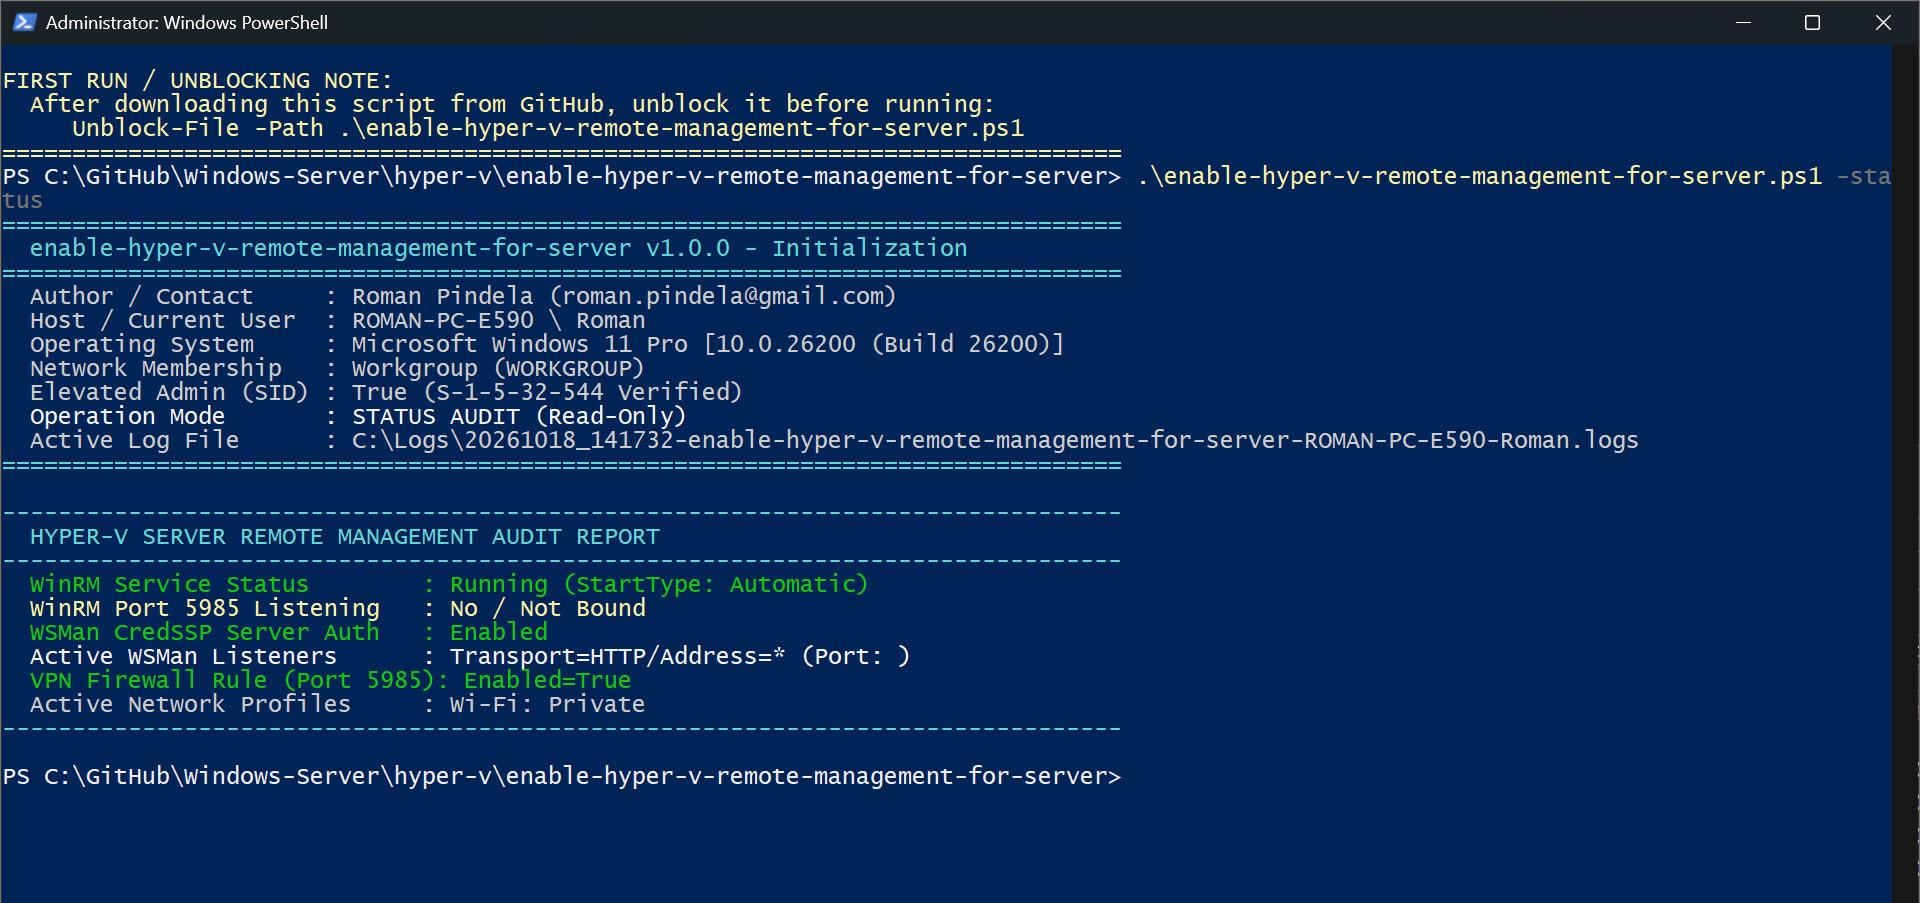 Administrator: Windows PowerShell
FIRST RUN / UNBLOCKING NOTE:
After downloading this script from GitHub, unblock it before running:
Unblock-File -Path .\enable-hyper-v-remote-management-for-server.ps1
================================================================================
PS C:\GitHub\Windows-Server\hyper-v\enable-hyper-v-remote-management-for-server> .\enable-hyper-v-remote-management-for-server.ps1 -sta
tus
================================================================================
enable-hyper-v-remote-management-for-server v1.0.0 - Initialization
================================================================================
Author / Contact : Roman Pindela (roman.pindela@gmail.com)
Host / Current User : ROMAN-PC-E590 \ Roman
Operating System : Microsoft Windows 11 Pro [10.0.26200 (Build 26200)]
Network Membership : Workgroup (WORKGROUP)
Elevated Admin (SID) : True (S-1-5-32-544 Verified)
Operation Mode : STATUS AUDIT (Read-Only)
Active Log File : C:\Logs\20261018_141732-enable-hyper-v-remote-management-for-server-ROMAN-PC-E590-Roman.logs
================================================================================
--------------------------------------------------------------------------------
HYPER-V SERVER REMOTE MANAGEMENT AUDIT REPORT
--------------------------------------------------------------------------------
WinRM Service Status : Running (StartType: Automatic)
WinRM Port 5985 Listening : No / Not Bound
WSMan CredSSP Server Auth : Enabled
Active WSMan Listeners : Transport=HTTP/Address=* (Port: )
VPN Firewall Rule (Port 5985): Enabled=True
Active Network Profiles : Wi-Fi: Private
--------------------------------------------------------------------------------
PS C:\GitHub\Windows-Server\hyper-v\enable-hyper-v-remote-management-for-server>